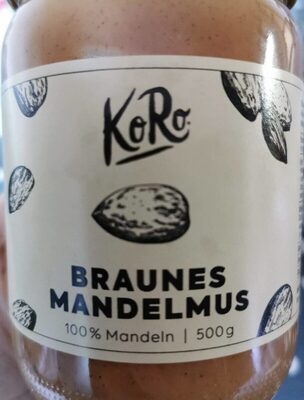 KoRo
BRAUNES
MANDELMUS
100% Mandeln | 500g